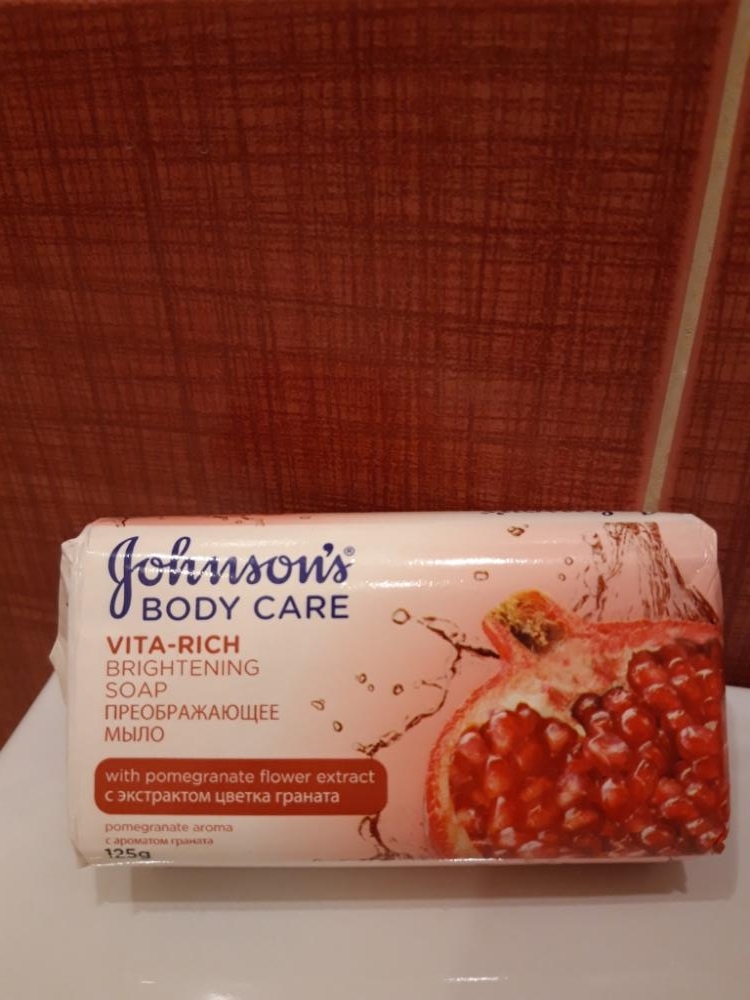 Johnson's®
BODY CARE
VITA-RICH
BRIGHTENING
SOAP
ПРЕОБРАЖАЮЩЕЕ
МЫЛО
with pomegranate flower extract
с экстрактом цветка граната
pomegranate aroma
с ароматом граната
125g